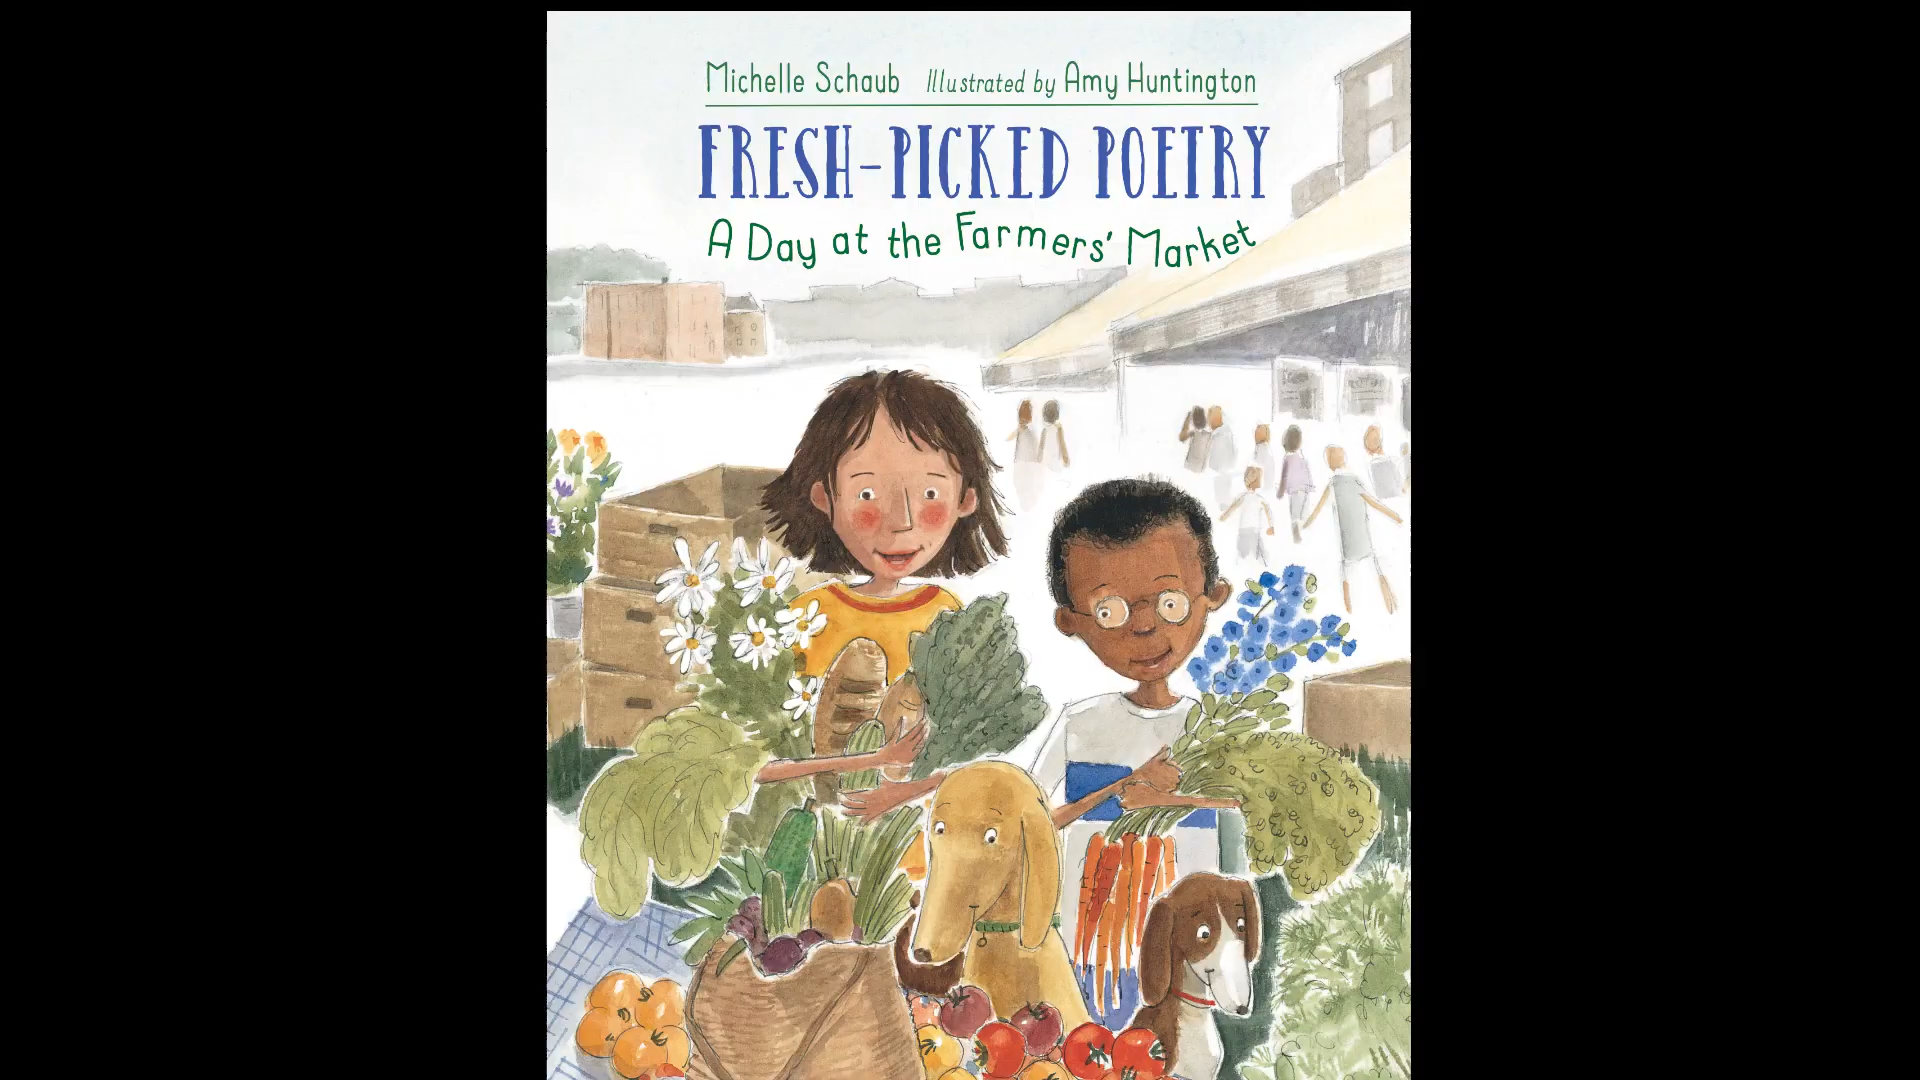 Michelle Schaub Illustrated by Amy Huntington
FRESH-PICKED POETRY
A Day at the Farmers' Market